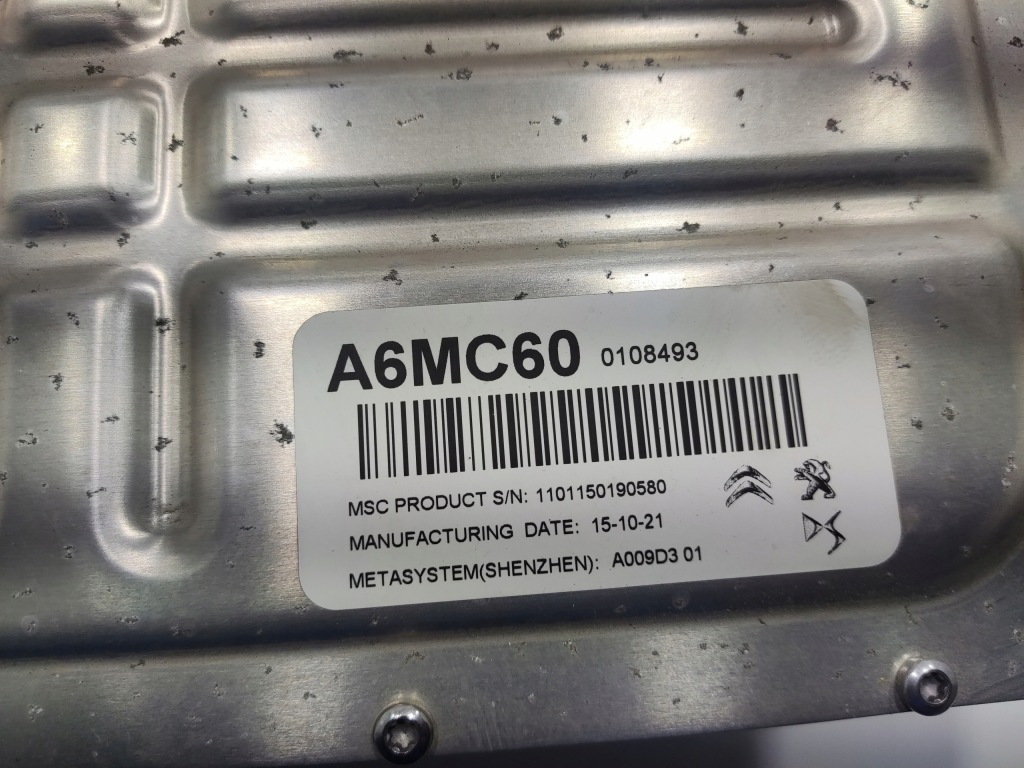 A6MC60 0108493
MSC PRODUCT S/N: 1101150190580
MANUFACTURING DATE: 15-10-21
METASYSTEM(SHENZHEN): A009D3 01